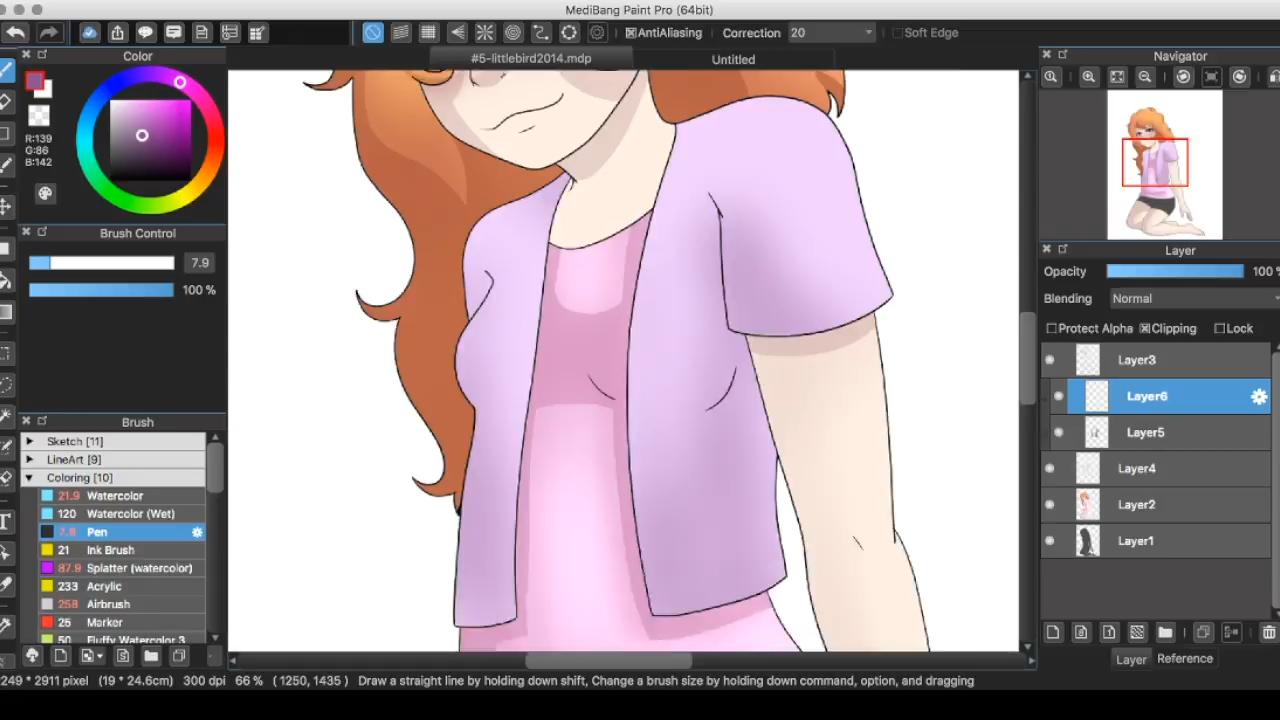 MediBang Paint Pro (64bit)
AntiAliasing Correction 20 Soft Edge
Color #5-littlebird2014.mdp Untitled Navigator
R:139
G:86
B:142
Brush Control
7.9
100 %
Brush
Sketch [11]
LineArt [9]
Coloring [10]
21.9 Watercolor
120 Watercolor (Wet)
7.9 Pen
21 Ink Brush
87.9 Splatter (watercolor)
233 Acrylic
258 Airbrush
25 Marker
50 Fluffy Watercolor 3
Layer
Opacity 100 %
Blending Normal
Protect Alpha Clipping Lock
Layer3
Layer6
Layer5
Layer4
Layer2
Layer1
Layer Reference
249 * 2911 pixel (19 * 24.6cm) 300 dpi 66 % ( 1250, 1435 ) Draw a straight line by holding down shift, Change a brush size by holding down command, option, and dragging